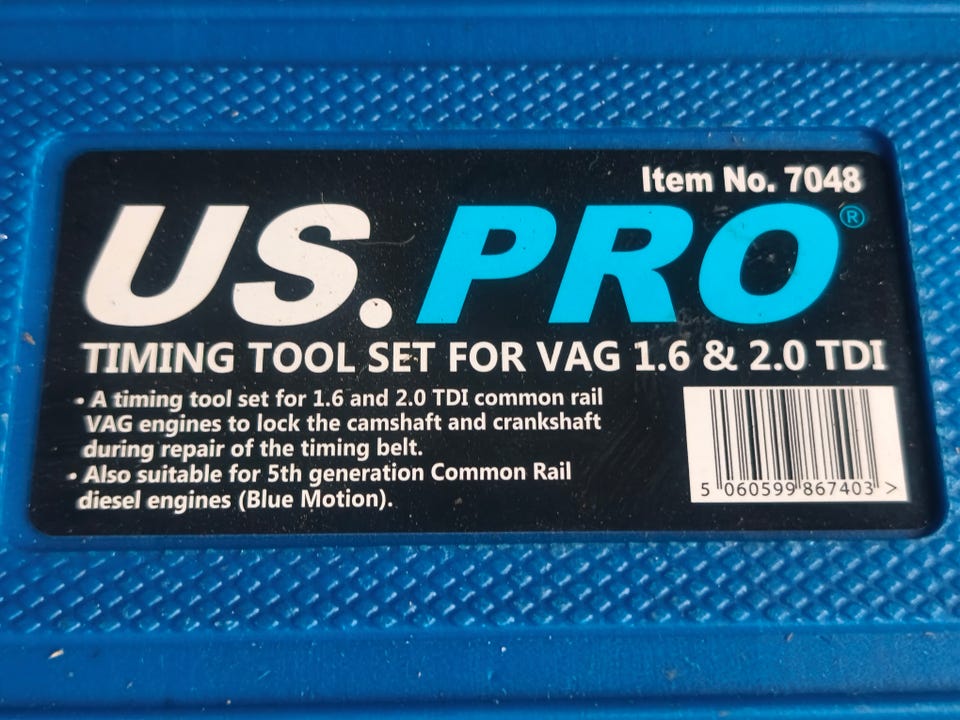 Item No. 7048
US.PRO®
TIMING TOOL SET FOR VAG 1.6 & 2.0 TDI
• A timing tool set for 1.6 and 2.0 TDI common rail
VAG engines to lock the camshaft and crankshaft
during repair of the timing belt.
• Also suitable for 5th generation Common Rail
diesel engines (Blue Motion).
5 060599 867403 >